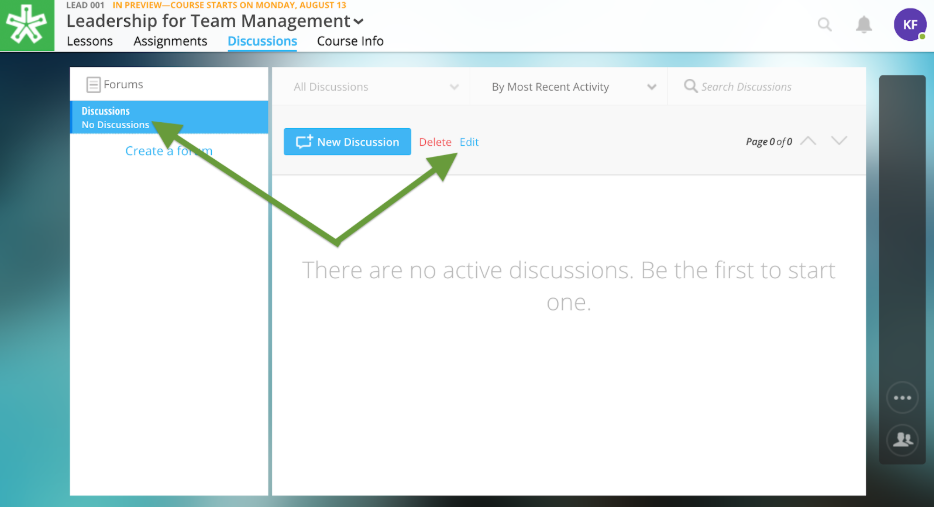 LEAD 001 IN PREVIEW—COURSE STARTS ON MONDAY, AUGUST 13
Leadership for Team Management
KF
Lessons Assignments Discussions Course Info
Forums
All Discussions By Most Recent Activity Search Discussions
Discussions
No Discussions
New Discussion Delete Edit Page 0 of 0
Create a forum
There are no active discussions. Be the first to start
one.